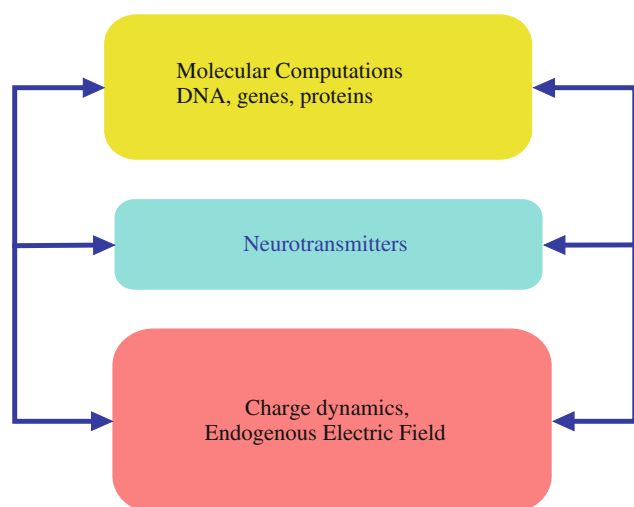 Molecular Computations
DNA, genes, proteins
Neurotransmitters
Charge dynamics,
Endogenous Electric Field